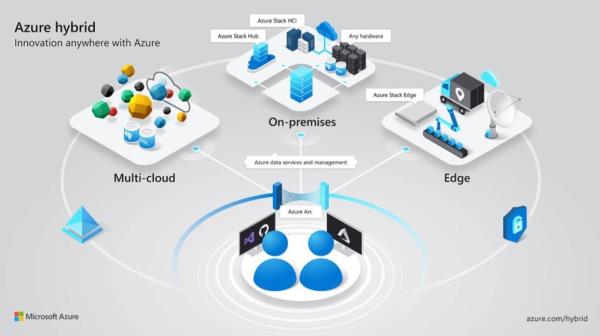 Azure hybrid
Innovation anywhere with Azure
Azure Stack HCI
Azure Stack Hub
Any hardware
Azure Stack Edge
On-premises
Azure data services and management
Multi-cloud
Edge
Azure Arc
Microsoft Azure
azure.com/hybrid